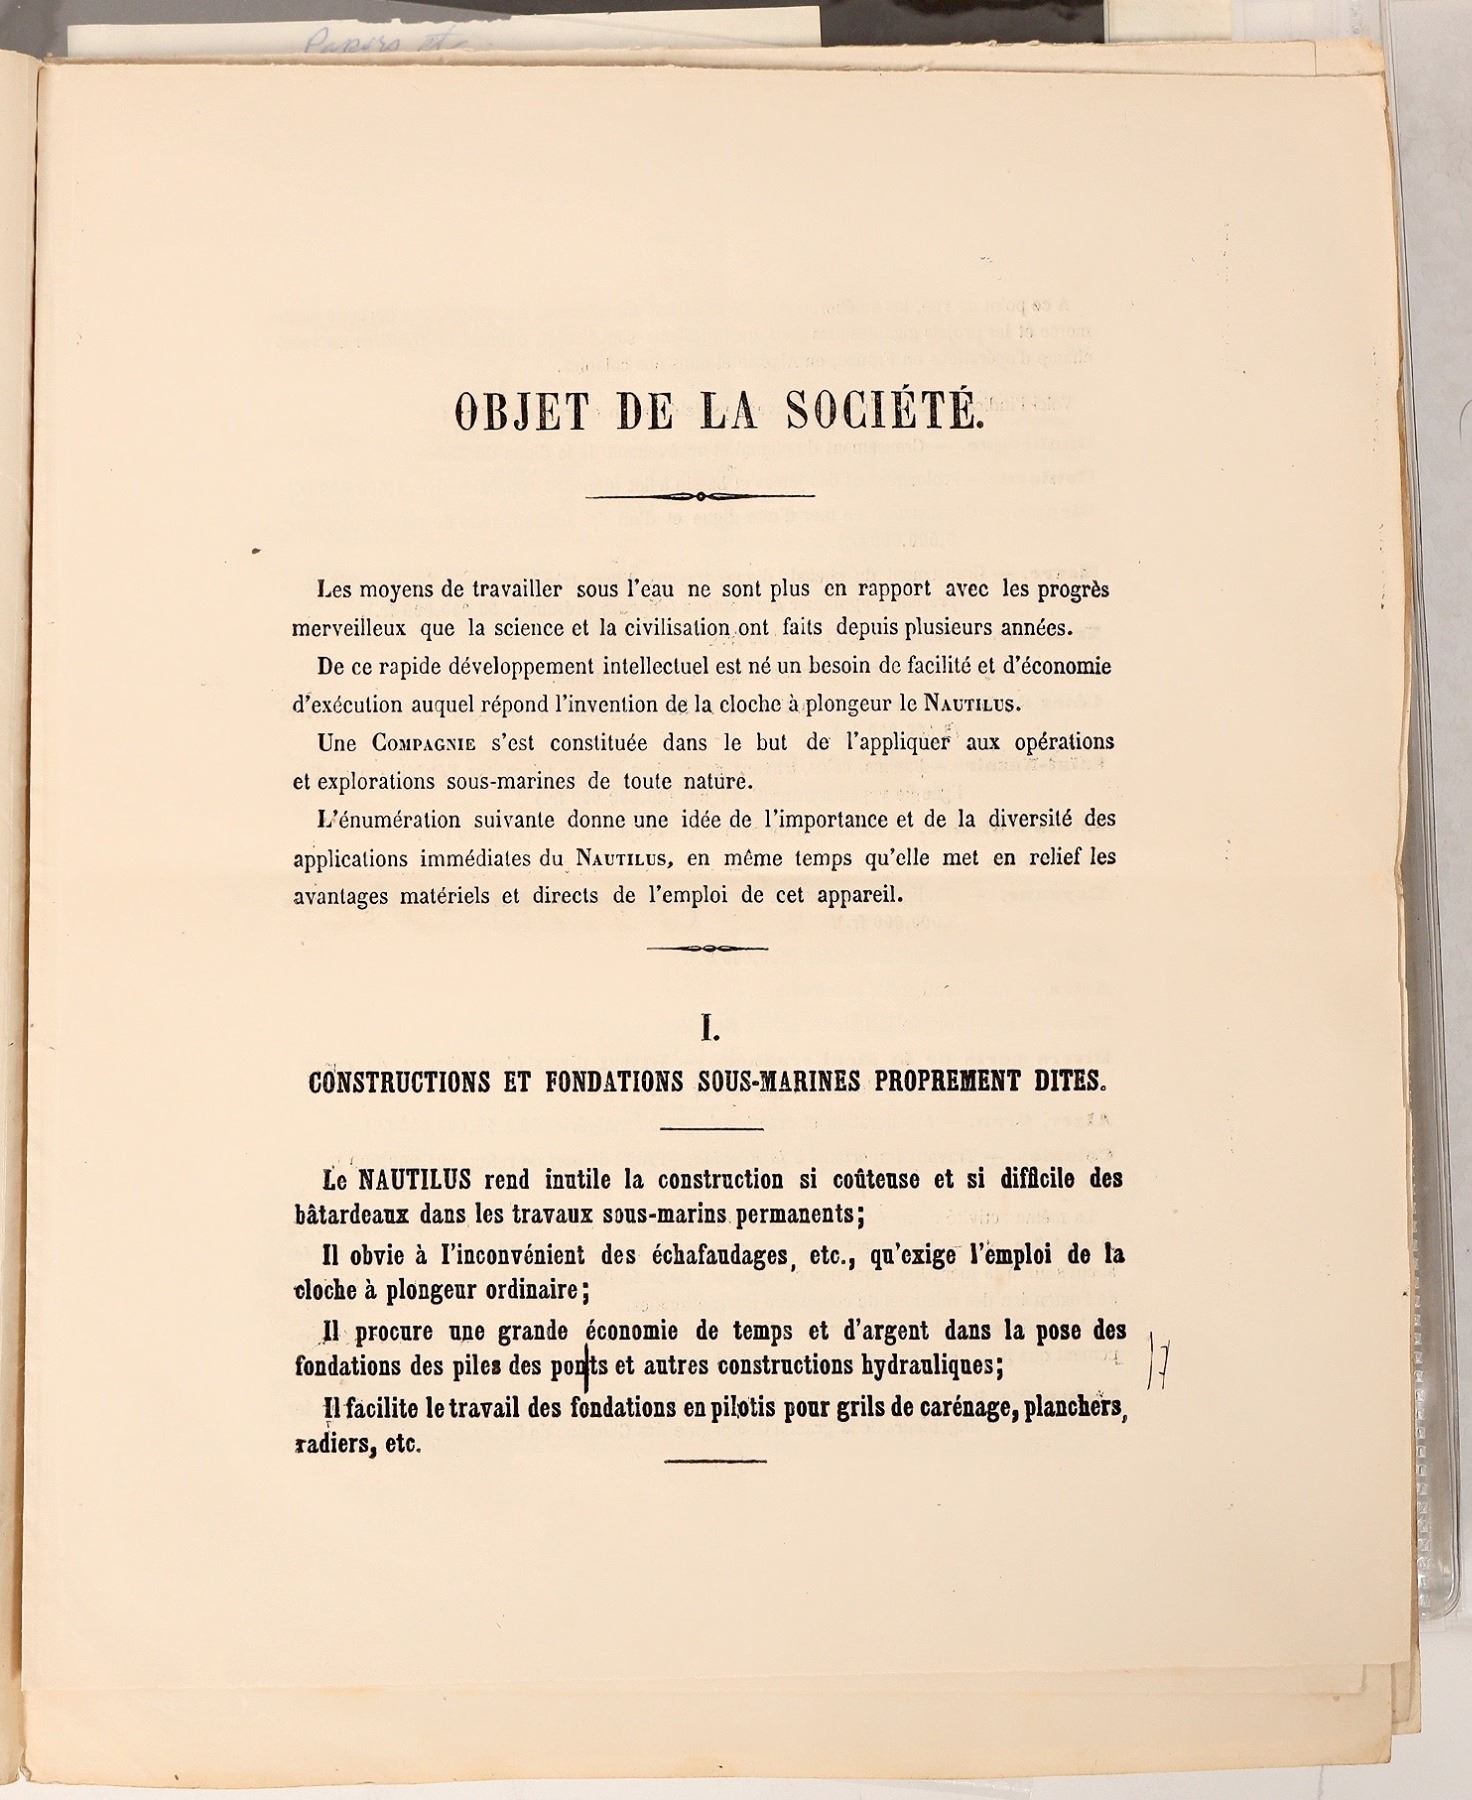 Papers et
OBJET DE LA SOCIÉTÉ.
Les moyens de travailler sous l'eau ne sont plus en rapport avec les progrès
merveilleux que la science et la civilisation ont faits depuis plusieurs années.
De ce rapide développement intellectuel est né un besoin de facilité et d'économie
d'exécution auquel répond l'invention de la cloche à plongeur le NAUTILUS.
Une COMPAGNIE s'est constituée dans le but de l'appliquer aux opérations
et explorations sous-marines de toute nature.
L'énumération suivante donne une idée de l'importance et de la diversité des
applications immédiates du NAUTILUS, en même temps qu'elle met en relief les
avantages matériels et directs de l'emploi de cet appareil.
I.
CONSTRUCTIONS ET FONDATIONS SOUS-MARINES PROPREMENT DITES.
Le NAUTILUS rend inutile la construction si coûteuse et si difficile des
bâtardeaux dans les travaux sous-marins permanents;
Il obvie à l'inconvénient des échafaudages, etc., qu'exige l'emploi de la
cloche à plongeur ordinaire;
Il procure une grande économie de temps et d'argent dans la pose des
fondations des piles des ponts et autres constructions hydrauliques;
Il facilite le travail des fondations en pilotis pour grils de carénage, planchers,
radiers, etc.